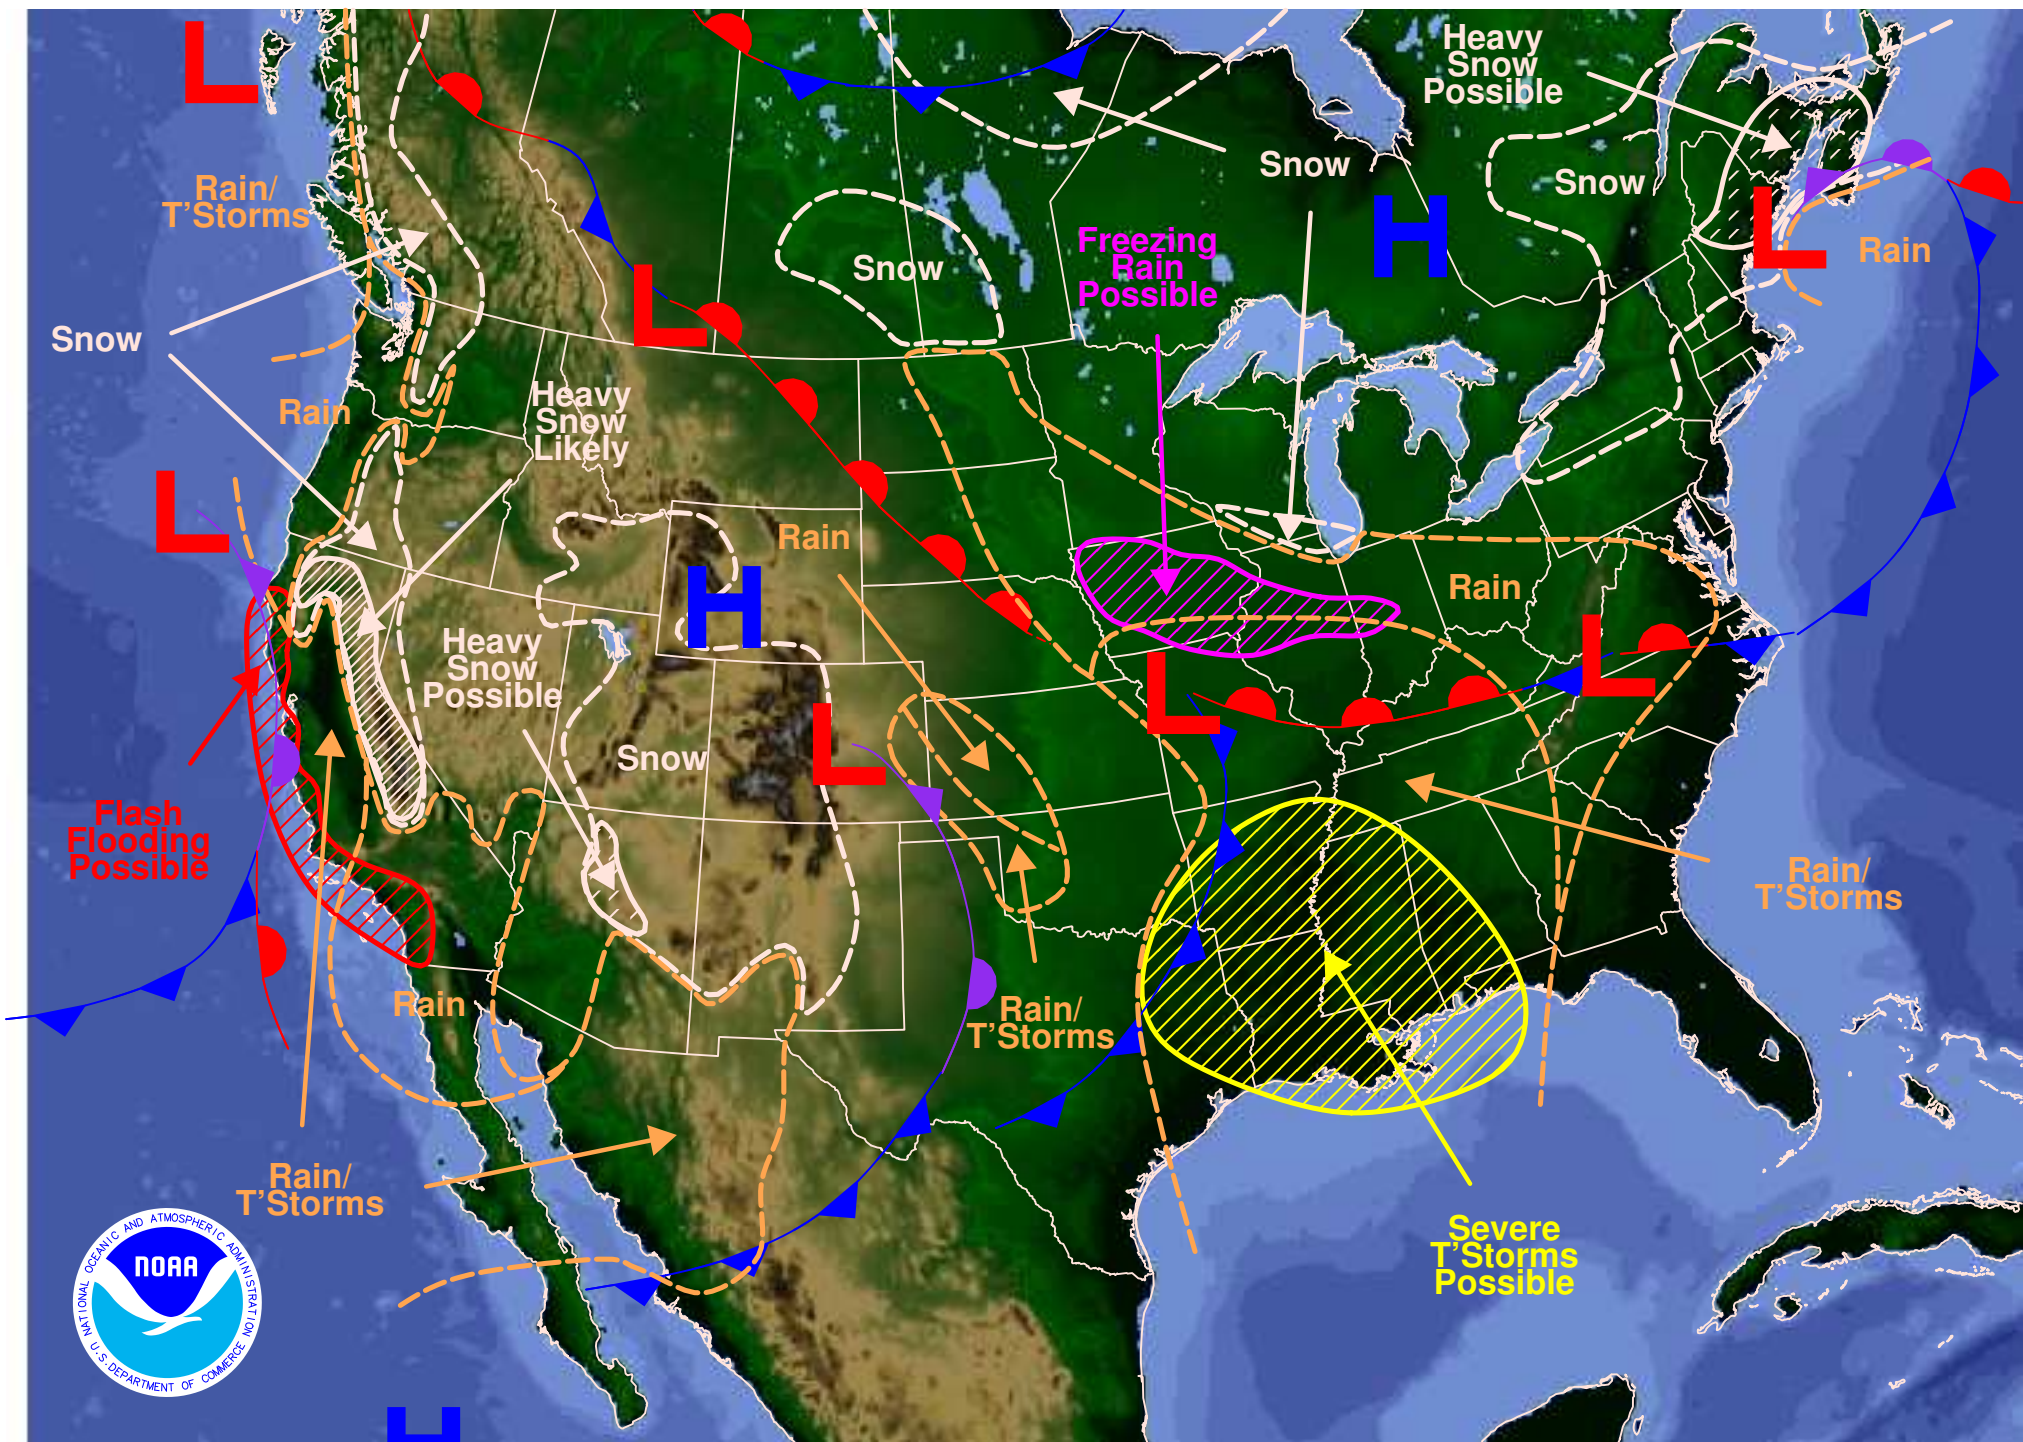 L
Heavy
Snow
Possible
Snow
Snow
Rain/
T'Storms
L
H
Freezing
Rain
Possible
Snow
Rain
L
Snow
Rain
Heavy
Snow
Likely
L
Rain
Rain
H
Heavy
Snow
Possible
L
L
Snow
L
Flash
Flooding
Possible
Rain/
T'Storms
Rain
Rain/
T'Storms
Rain/
T'Storms
Severe
T'Storms
Possible
NATIONAL OCEANIC AND ATMOSPHERIC ADMINISTRATION
NOAA
U.S. DEPARTMENT OF COMMERCE
H